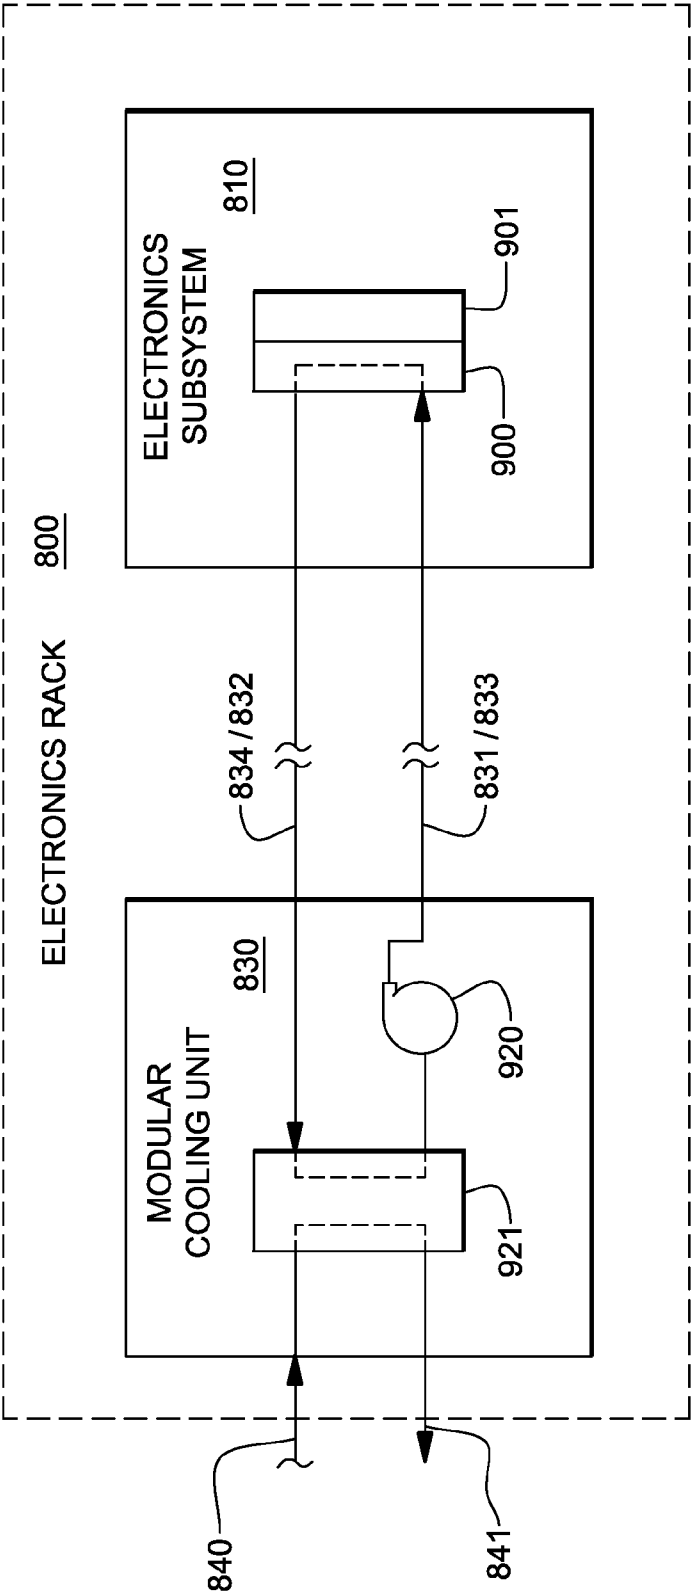 ELECTRONICS RACK
800
MODULAR
COOLING UNIT
830
834 / 832
ELECTRONICS
SUBSYSTEM
810
840
841
921
920
831 / 833
900
901